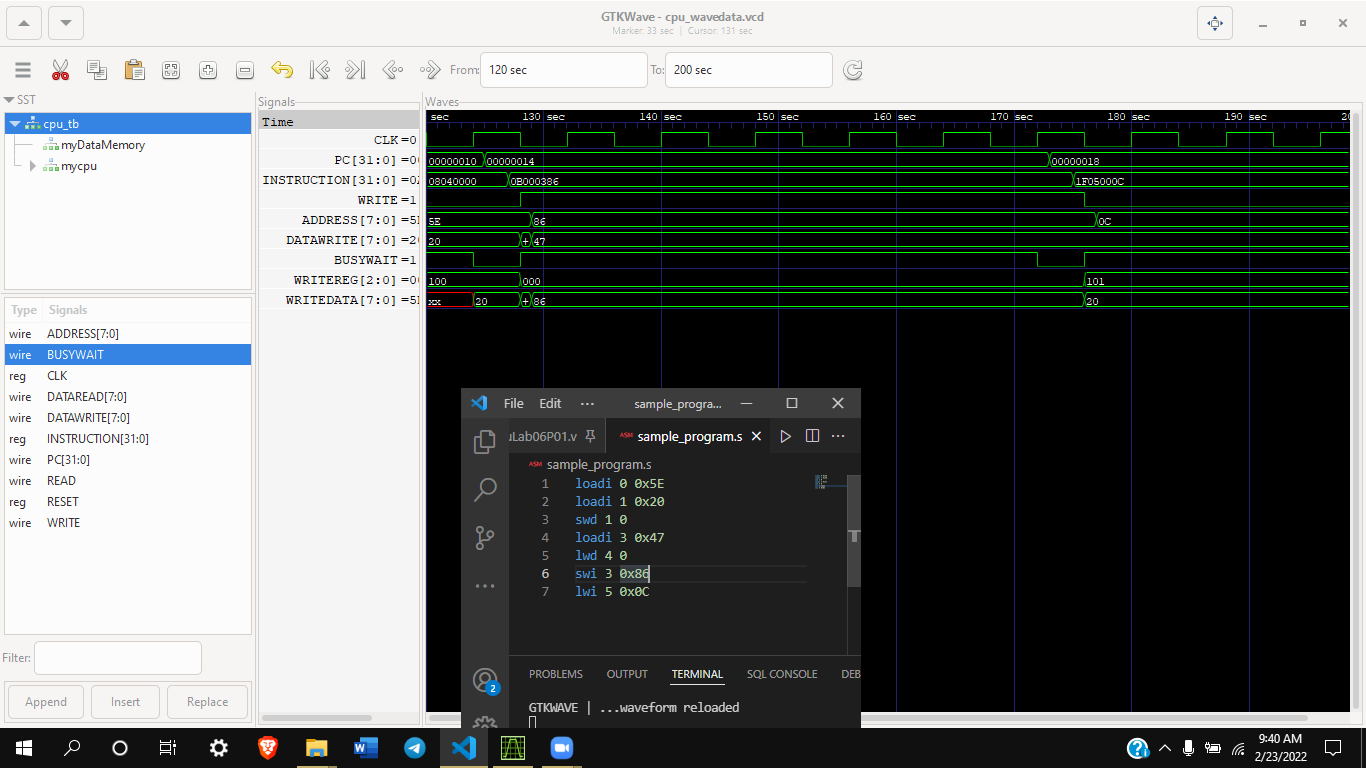 GTKWave - cpu_wavedata.vcd
Marker: 33 sec | Cursor: 131 sec
From: 120 sec To: 200 sec
SST
cpu_tb
myDataMemory
mycpu
Type Signals
wire ADDRESS[7:0]
wire BUSYWAIT
reg CLK
wire DATAREAD[7:0]
wire DATAWRITE[7:0]
reg INSTRUCTION[31:0]
wire PC[31:0]
wire READ
reg RESET
wire WRITE
Filter:
Append Insert Replace
Signals
Time
CLK=0
PC[31:0]=0
INSTRUCTION[31:0]=0
WRITE=1
ADDRESS[7:0]=5
DATAWRITE[7:0]=2
BUSYWAIT=1
WRITEREG[2:0]=0
WRITEDATA[7:0]=5
Waves
sec 130 sec 140 sec 150 sec 160 sec 170 sec 180 sec 190 sec 20
00000010 00000014 00000018
08040000 0B000386 1F05000C
5E 86 0C
20 + 47
100 000 101
xx 20 + 86 20
File Edit ··· sample_progra...
uLab06P01.v ASM sample_program.s
ASM sample_program.s
1 loadi 0 0x5E
2 loadi 1 0x20
3 swd 1 0
4 loadi 3 0x47
5 lwd 4 0
6 swi 3 0x86
7 lwi 5 0x0C
2
PROBLEMS OUTPUT TERMINAL SQL CONSOLE DEB
GTKWAVE | ...waveform reloaded
9:40 AM
2/23/2022